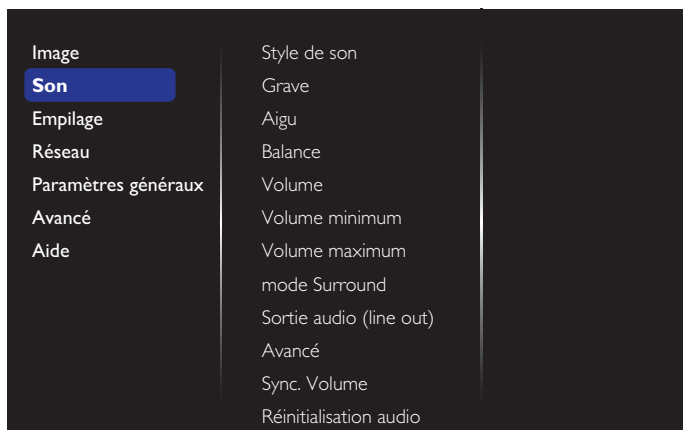 Image
Son
Empilage
Réseau
Paramètres généraux
Avancé
Aide
Style de son
Grave
Aigu
Balance
Volume
Volume minimum
Volume maximum
mode Surround
Sortie audio (line out)
Avancé
Sync. Volume
Réinitialisation audio